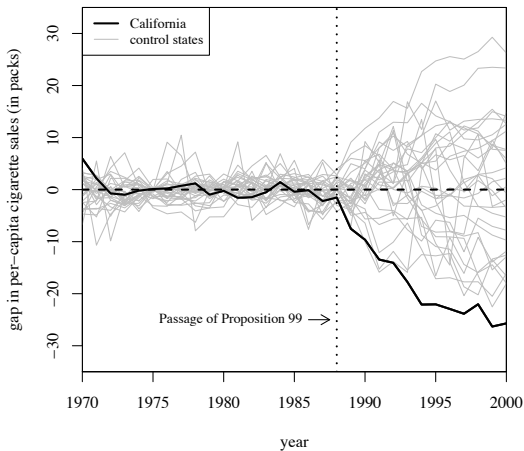 California
control states
30
20
10
0
−10
−20
−30
gap in per−capita cigarette sales (in packs)
Passage of Proposition 99
1970 1975 1980 1985 1990 1995 2000
year